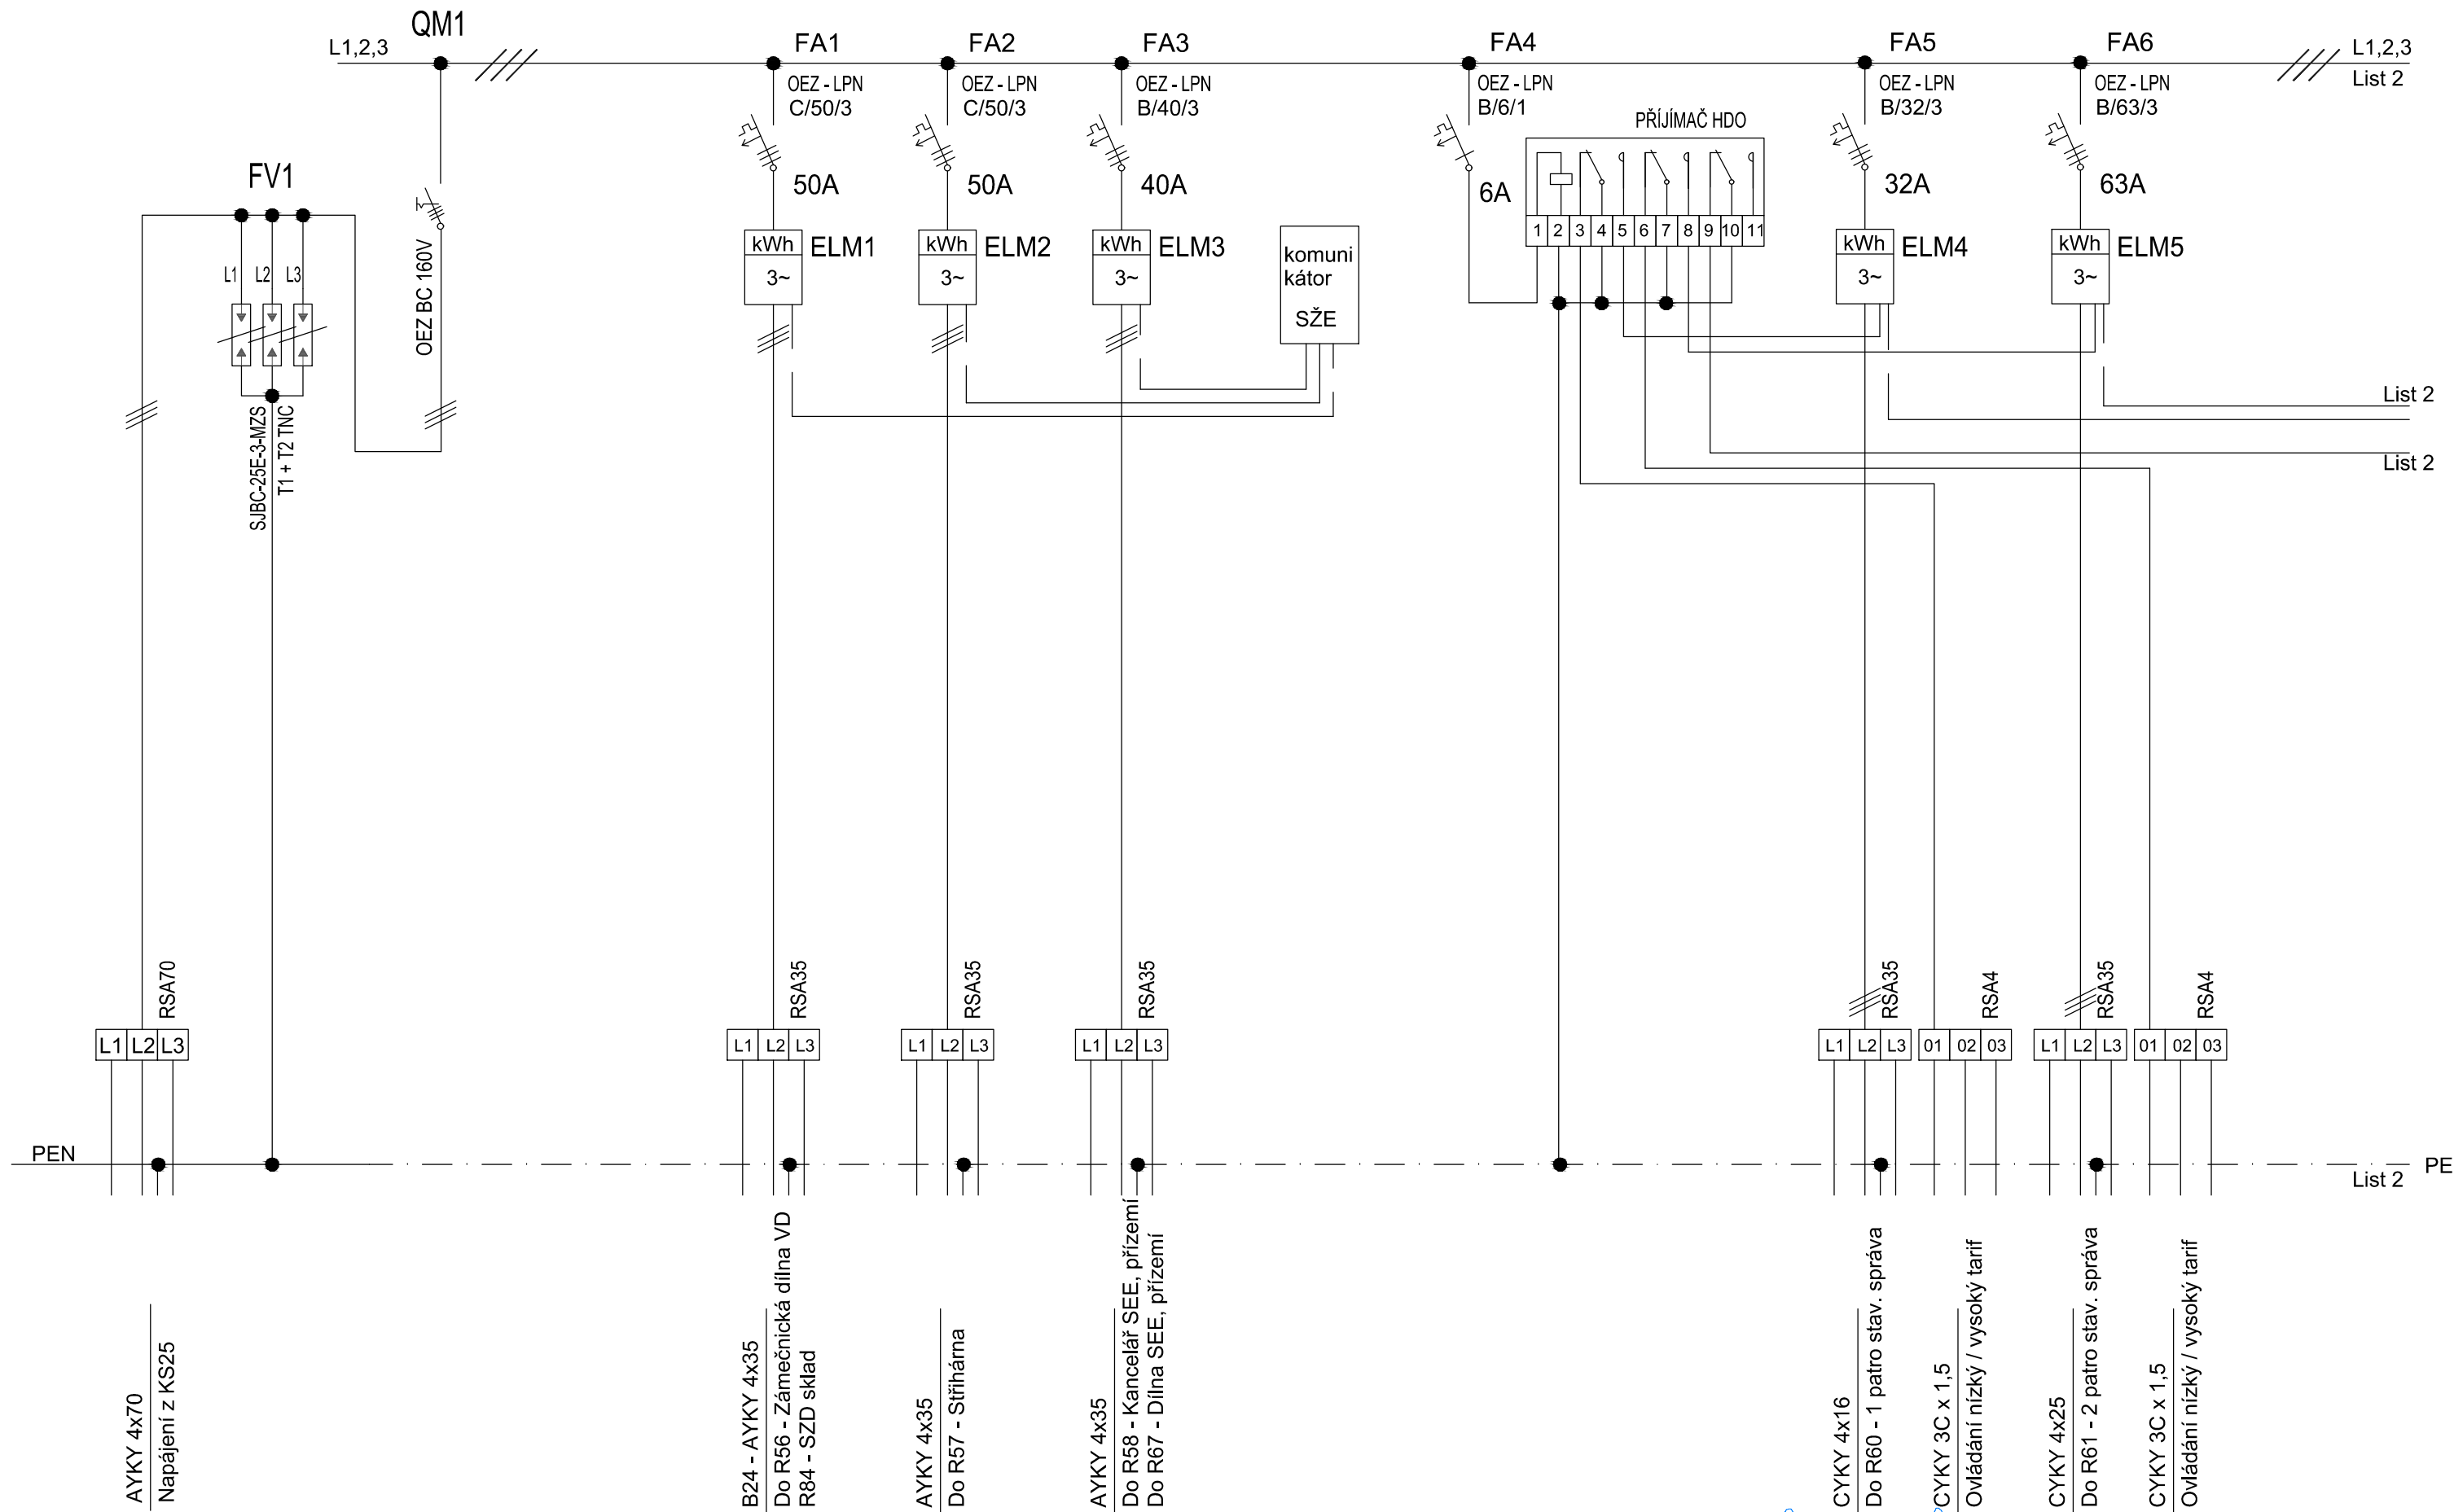 QM1
L1,2,3
FA1
FA2
FA3
FA4
FA5
FA6
L1,2,3
List 2
OEZ - LPN
C/50/3
OEZ - LPN
C/50/3
OEZ - LPN
B/40/3
OEZ - LPN
B/6/1
OEZ - LPN
B/32/3
OEZ - LPN
B/63/3
PŘÍJÍMAČ HDO
FV1
50A
50A
40A
6A
32A
63A
1 2 3 4 5 6 7 8 9 10 11
kWh
3~
ELM1
kWh
3~
ELM2
kWh
3~
ELM3
komuni
kátor
SŽE
kWh
3~
ELM4
kWh
3~
ELM5
L1
L2
L3
OEZ BC 160V
SJBC-25E-3-MZS
T1 + T2 TNC
List 2
List 2
RSA70
RSA35
RSA35
RSA35
RSA35
RSA4
RSA35
RSA4
L1 L2 L3
L1 L2 L3
L1 L2 L3
L1 L2 L3
L1 L2 L3
01 02 03
L1 L2 L3
01 02 03
PEN
PE
List 2
AYKY 4x70
Napájení z KS25
B24 - AYKY 4x35
Do R56 - Zámečnická dílna VD
R84 - SZD sklad
AYKY 4x35
Do R57 - Střihárna
AYKY 4x35
Do R58 - Kancelář SEE, přízemí
Do R67 - Dílna SEE, přízemí
CYKY 4x16
Do R60 - 1 patro stav. správa
CYKY 3C x 1,5
Ovládání nízký / vysoký tarif
CYKY 4x25
Do R61 - 2 patro stav. správa
CYKY 3C x 1,5
Ovládání nízký / vysoký tarif